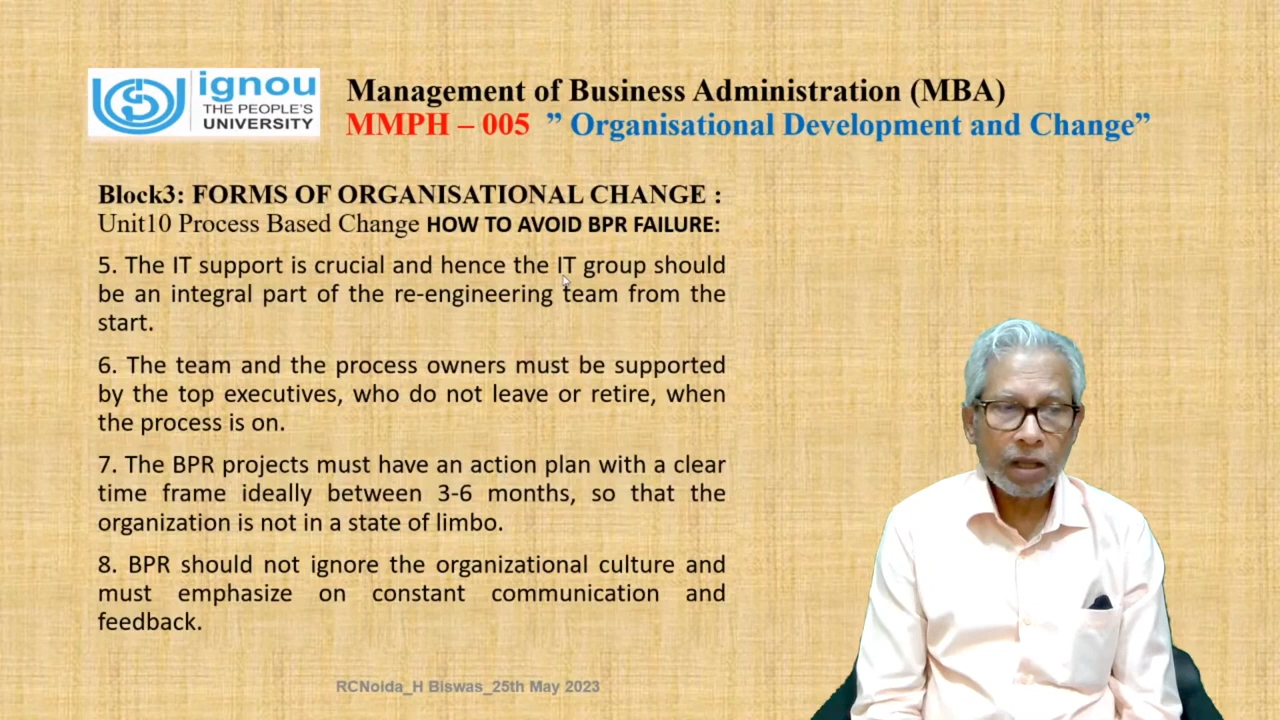 ignou
THE PEOPLE'S
UNIVERSITY
Management of Business Administration (MBA)
MMPH – 005 ” Organisational Development and Change”
Block3: FORMS OF ORGANISATIONAL CHANGE :
Unit10 Process Based Change HOW TO AVOID BPR FAILURE:
5. The IT support is crucial and hence the IT group should
be an integral part of the re-engineering team from the
start.
6. The team and the process owners must be supported
by the top executives, who do not leave or retire, when
the process is on.
7. The BPR projects must have an action plan with a clear
time frame ideally between 3-6 months, so that the
organization is not in a state of limbo.
8. BPR should not ignore the organizational culture and
must emphasize on constant communication and
feedback.
RCNoida_H Biswas_25th May 2023